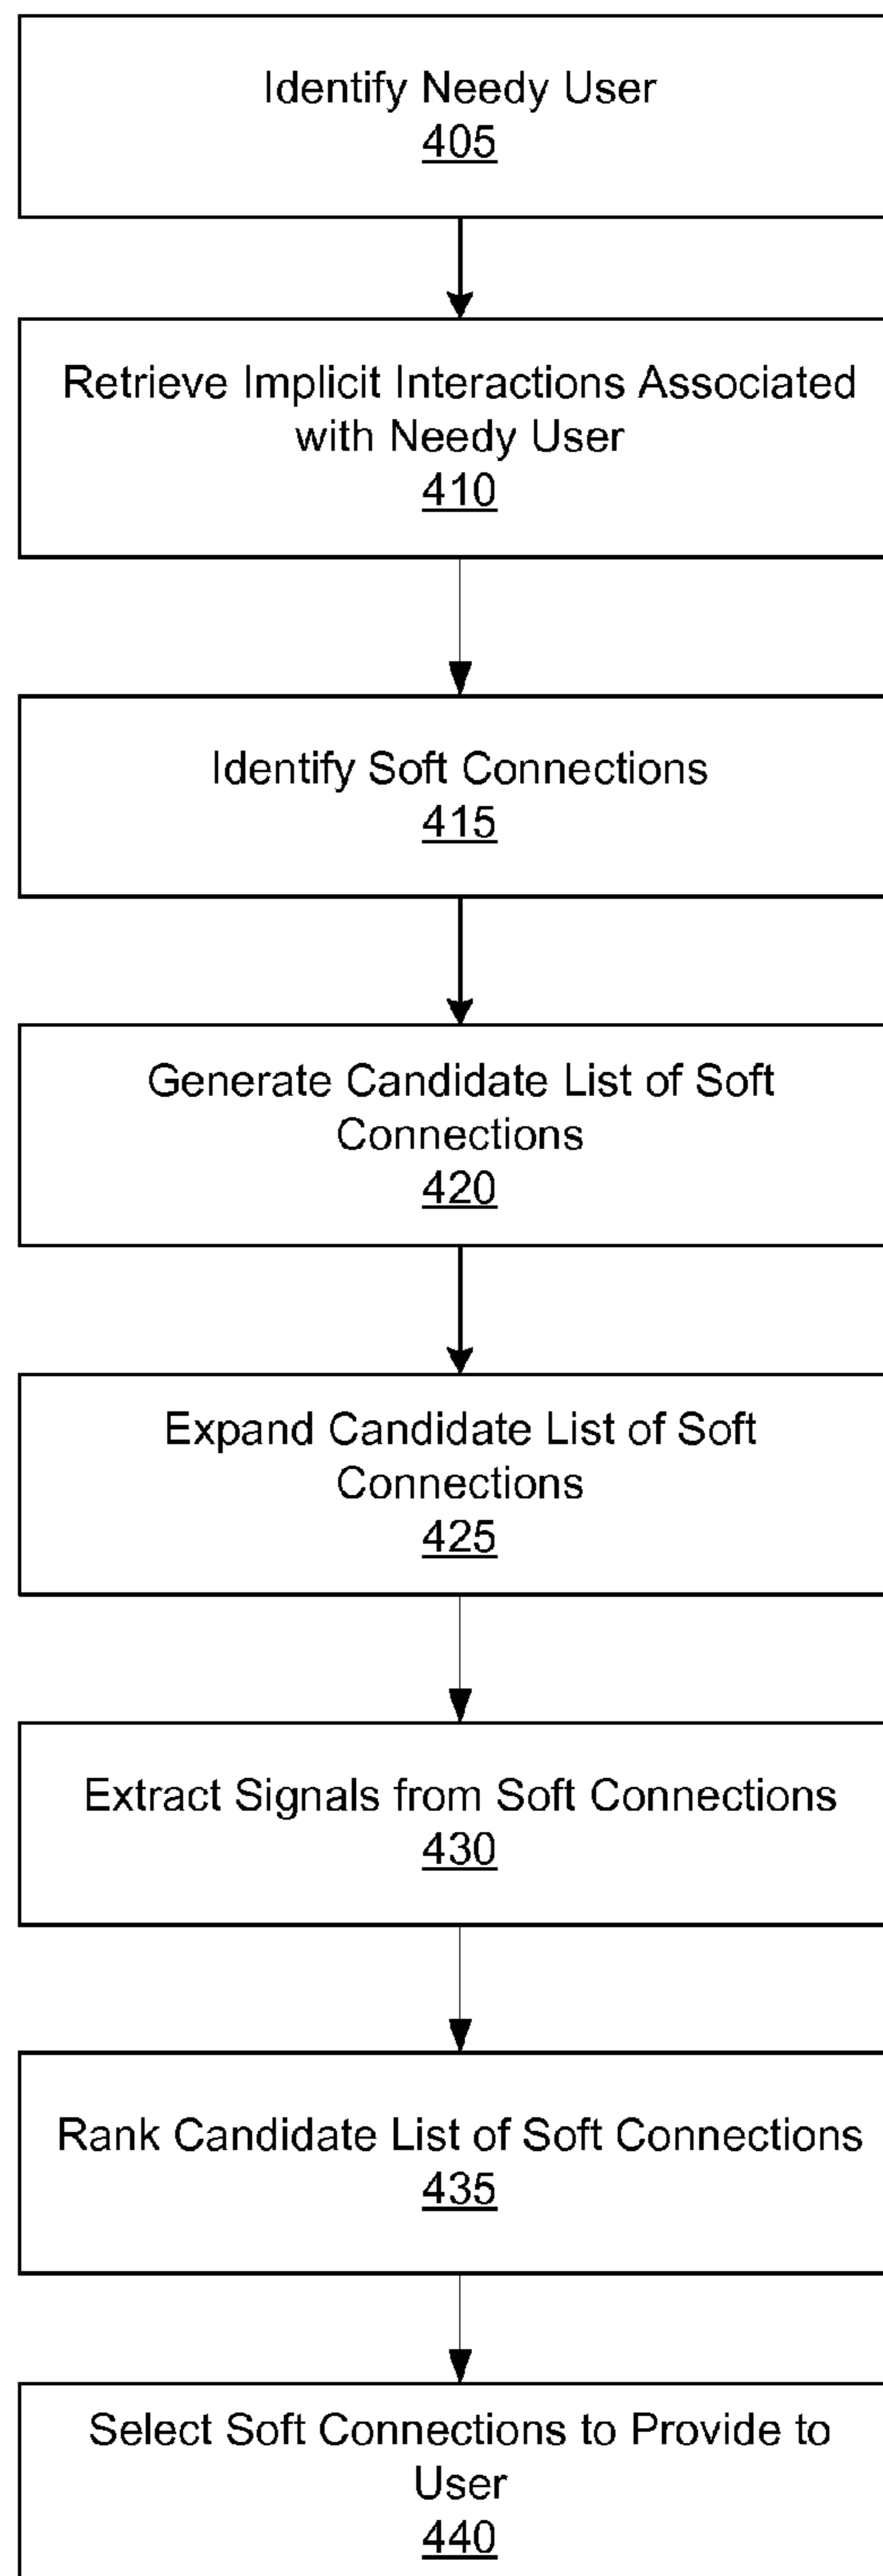 Identify Needy User
405
Retrieve Implicit Interactions Associated
with Needy User
410
Identify Soft Connections
415
Generate Candidate List of Soft
Connections
420
Expand Candidate List of Soft
Connections
425
Extract Signals from Soft Connections
430
Rank Candidate List of Soft Connections
435
Select Soft Connections to Provide to
User
440